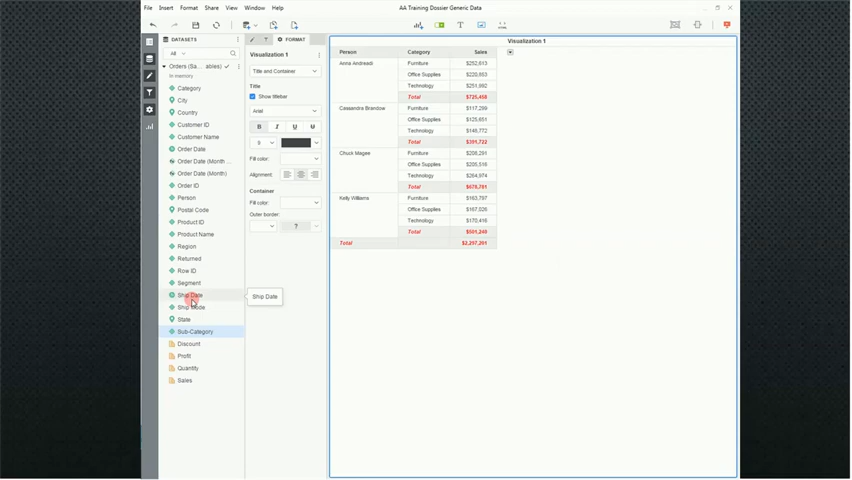 File Insert Format Share View Window Help
AA Training Dossier Generic Data
DATASETS
FORMAT
All
Orders (Sa... ables)
In memory
Category
City
Country
Customer ID
Customer Name
Order Date
Order Date (Month ...
Order Date (Month)
Order ID
Person
Postal Code
Product ID
Product Name
Region
Returned
Row ID
Segment
Ship Date
Ship Mode
State
Sub-Category
Discount
Profit
Quantity
Sales
Ship Date
Visualization 1
Title and Container
Title
Show titlebar
Arial
B I U U
9
Fill color:
Alignment:
Container
Fill color:
Outer border:
?
Visualization 1
Person Category Sales
Anna Andreadi Furniture $252,613
Office Supplies
Technology $251,992
Total
Cassandra Brandow Furniture $117,299
Office Supplies $125,651
Technology $148,772
Total $391,722
Chuck Magee Furniture $208,291
Office Supplies $205,516
Technology $264,974
Total $678,781
Kelly Williams Furniture $163,797
Office Supplies $167,026
Technology $170,416
Total $501,240
Total $2,297,201